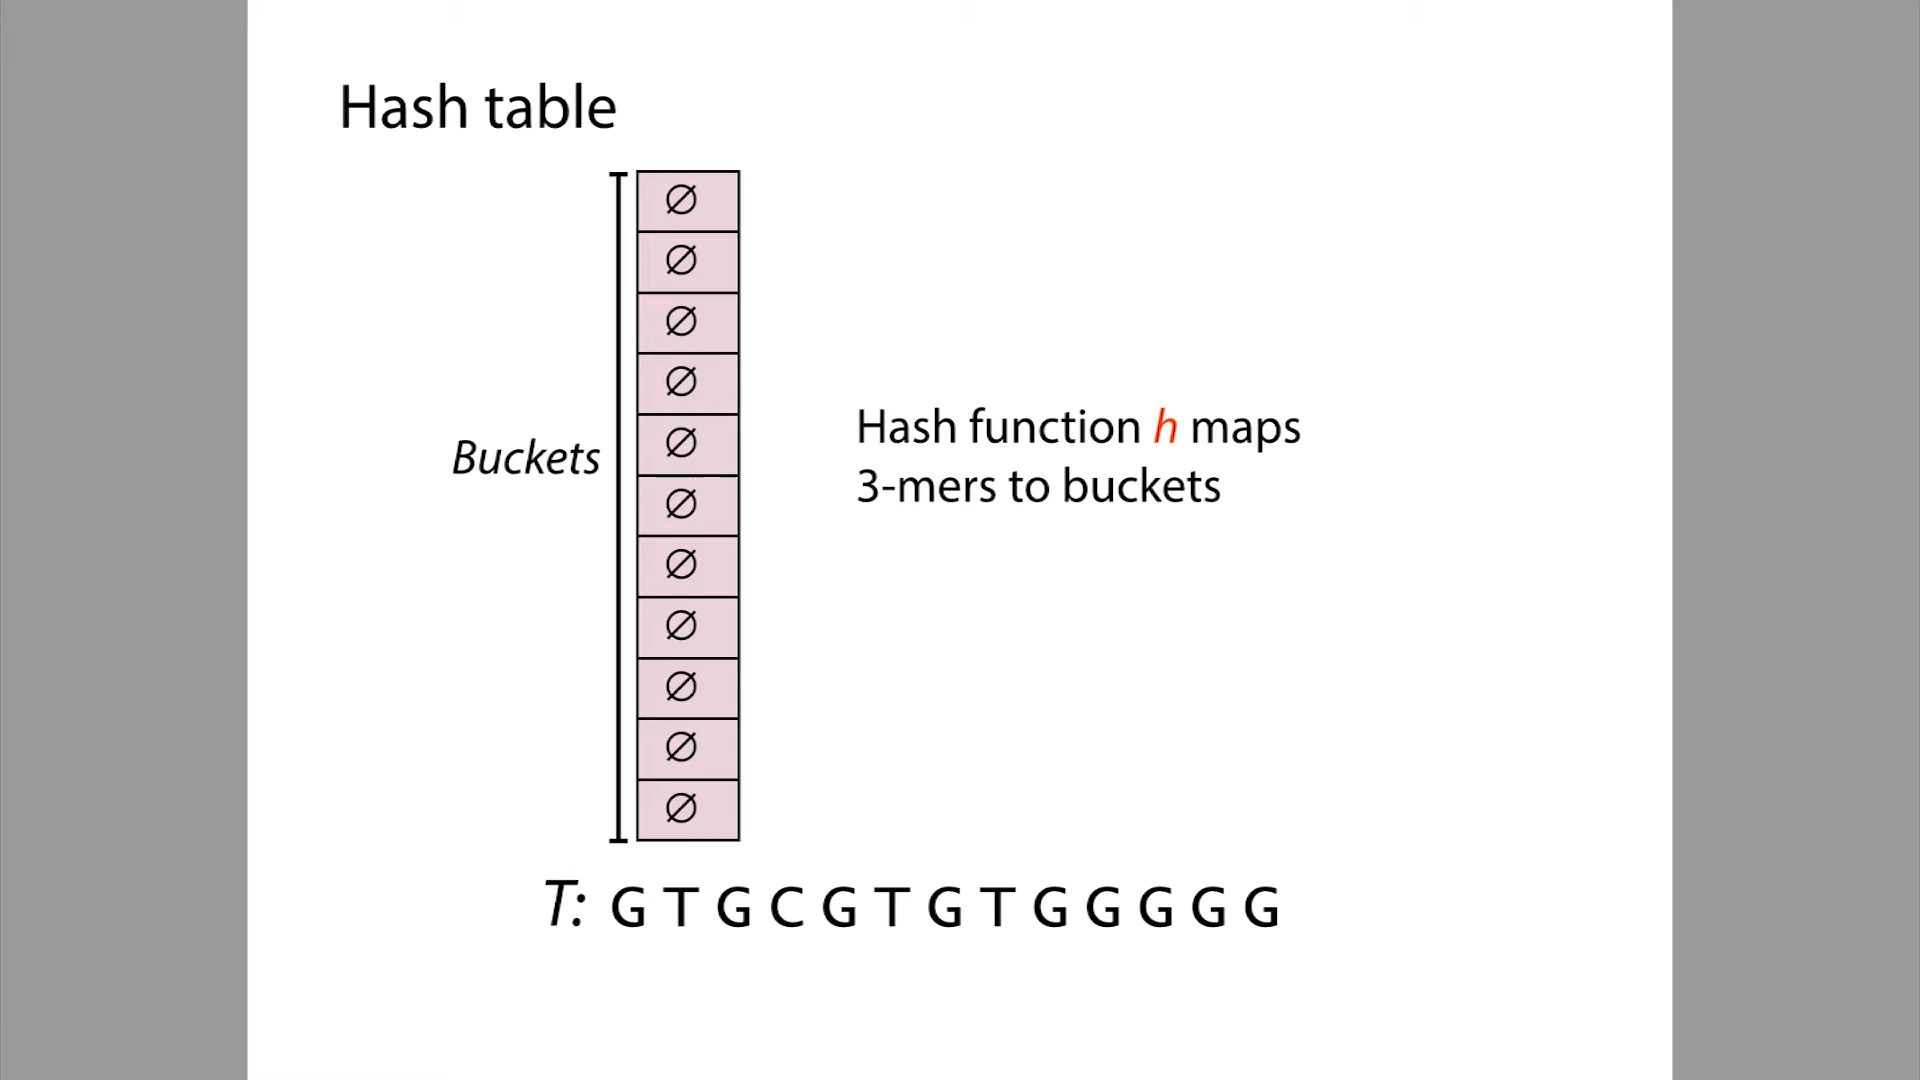 Hash table
∅
∅
∅
∅
∅
∅
∅
∅
∅
∅
∅
Buckets
Hash function h maps
3-mers to buckets
T: G T G C G T G T G G G G G